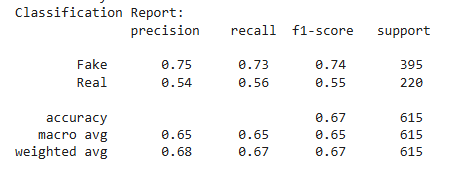 Classification Report:
precision recall f1-score support
Fake 0.75 0.73 0.74 395
Real 0.54 0.56 0.55 220
accuracy 0.67 615
macro avg 0.65 0.65 0.65 615
weighted avg 0.68 0.67 0.67 615